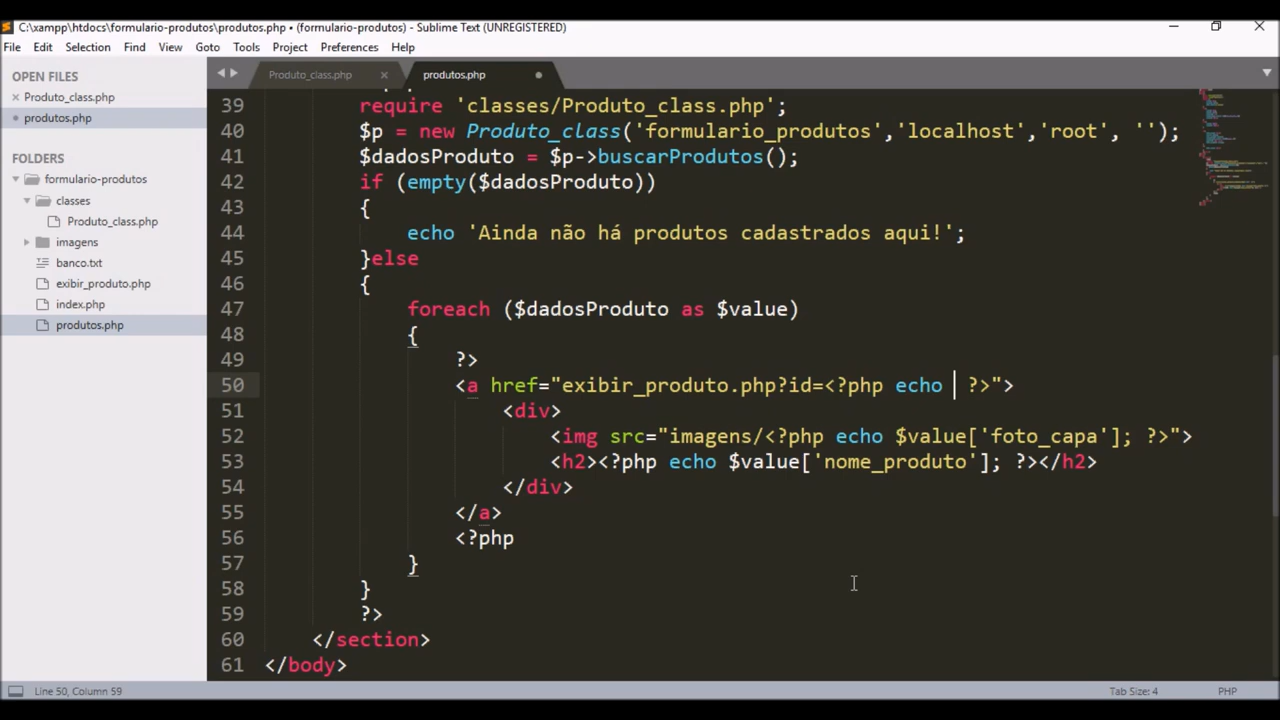 C:\xampp\htdocs\formulario-produtos\produtos.php • (formulario-produtos) - Sublime Text (UNREGISTERED)
File Edit Selection Find View Goto Tools Project Preferences Help
OPEN FILES
Produto_class.php
produtos.php
FOLDERS
formulario-produtos
classes
Produto_class.php
imagens
banco.txt
exibir_produto.php
index.php
produtos.php
Produto_class.php produtos.php
39 require 'classes/Produto_class.php';
40 $p = new Produto_class('formulario_produtos','localhost','root', '');
41 $dadosProduto = $p->buscarProdutos();
42 if (empty($dadosProduto))
43 {
44 echo 'Ainda não há produtos cadastrados aqui!';
45 }else
46 {
47 foreach ($dadosProduto as $value)
48 {
49 ?>
50 <a href="exibir_produto.php?id=<?php echo  ?>">
51 <div>
52 <img src="imagens/<?php echo $value['foto_capa']; ?>">
53 <h2><?php echo $value['nome_produto']; ?></h2>
54 </div>
55 </a>
56 <?php
57 }
58 }
59 ?>
60 </section>
61 </body>
Line 50, Column 59 Tab Size: 4 PHP